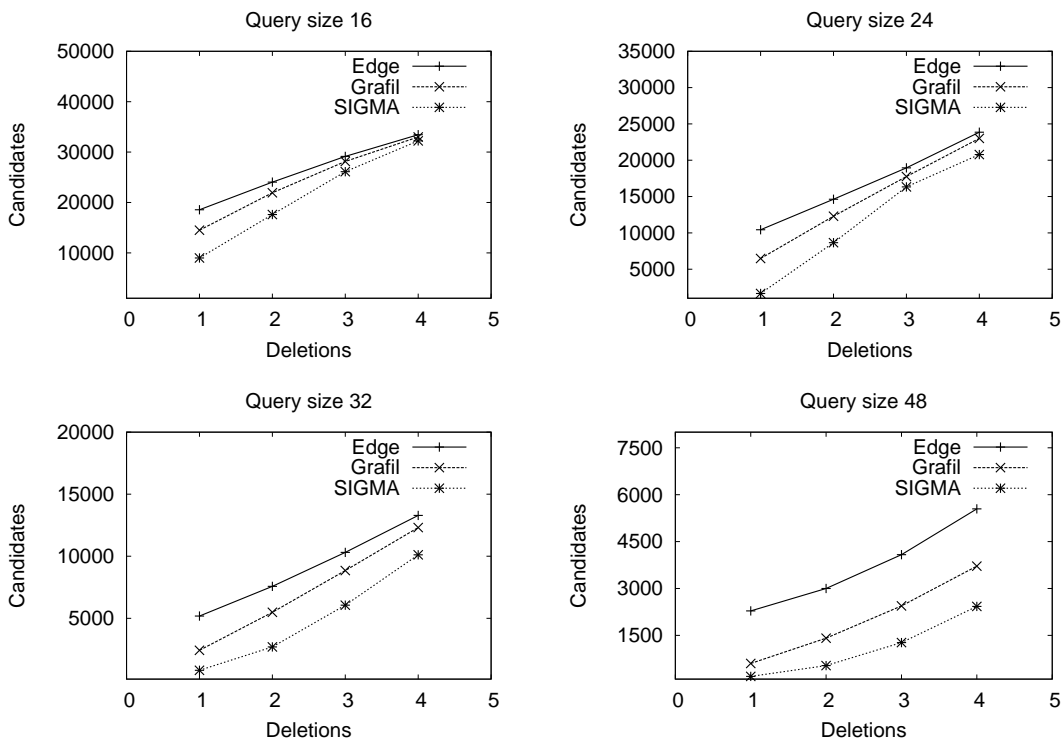 Query size 16
50000
40000
30000
20000
10000
Candidates
Edge
Grafil
SIGMA
0 1 2 3 4 5
Deletions
Query size 24
35000
30000
25000
20000
15000
10000
5000
Candidates
Edge
Grafil
SIGMA
0 1 2 3 4 5
Deletions
Query size 32
20000
15000
10000
5000
Candidates
Edge
Grafil
SIGMA
0 1 2 3 4 5
Deletions
Query size 48
7500
6000
4500
3000
1500
Candidates
Edge
Grafil
SIGMA
0 1 2 3 4 5
Deletions